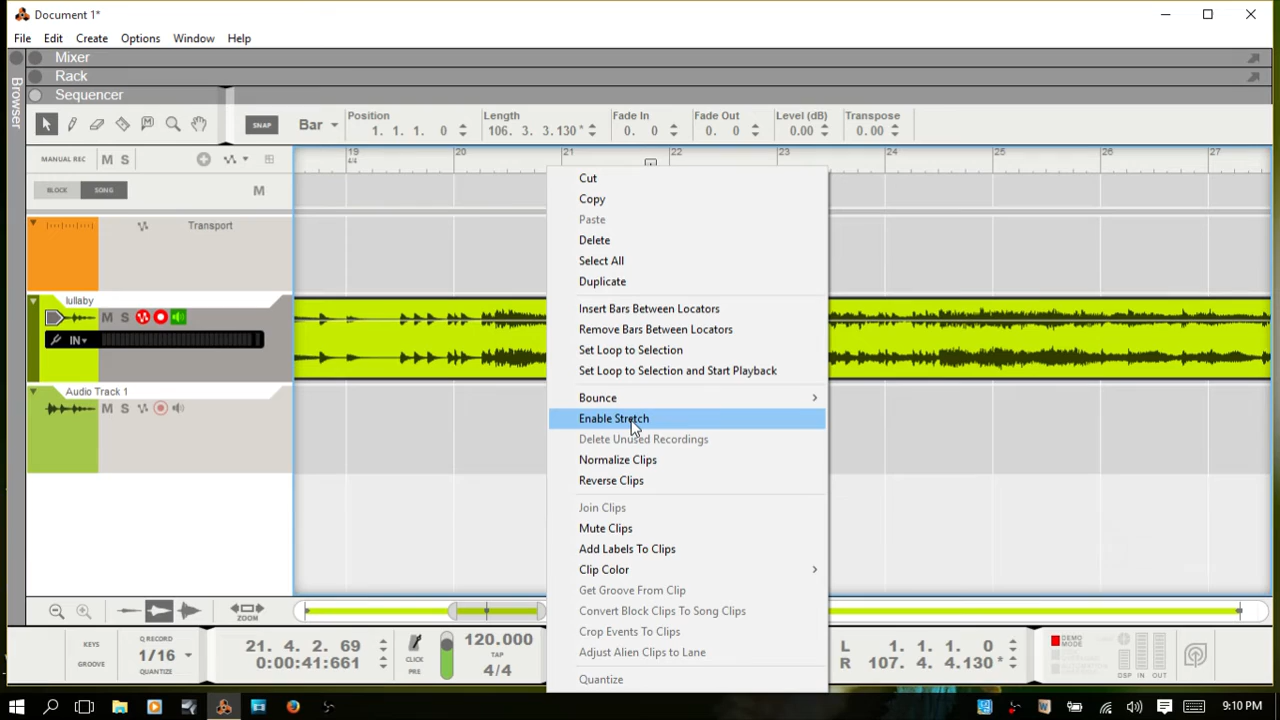 Document 1*
File Edit Create Options Window Help
Mixer
Rack
Sequencer
Browser
SNAP Bar
Position Length Fade In Fade Out Level (dB) Transpose
1. 1. 1. 0 106. 3. 3.130* 0. 0 0. 0 0.00 0.00
MANUAL REC M S
19 20 21 22 23 24 25 26 27
4/4
BLOCK SONG M
Transport
lullaby
M S
IN
Audio Track 1
M S
Cut
Copy
Paste
Delete
Select All
Duplicate
Insert Bars Between Locators
Remove Bars Between Locators
Set Loop to Selection
Set Loop to Selection and Start Playback
Bounce
Enable Stretch
Delete Unused Recordings
Normalize Clips
Reverse Clips
Join Clips
Mute Clips
Add Labels To Clips
Clip Color
Get Groove From Clip
Convert Block Clips To Song Clips
Crop Events To Clips
Adjust Alien Clips to Lane
Quantize
ZOOM
KEYS
GROOVE
Q RECORD
1/16
QUANTIZE
21. 4. 2. 69
0:00:41:661
CLICK
PRE
120.000
TAP
4/4
L 1. 1. 1. 0
R 107. 4. 4.130*
DEMO MODE
DSP IN OUT
9:10 PM